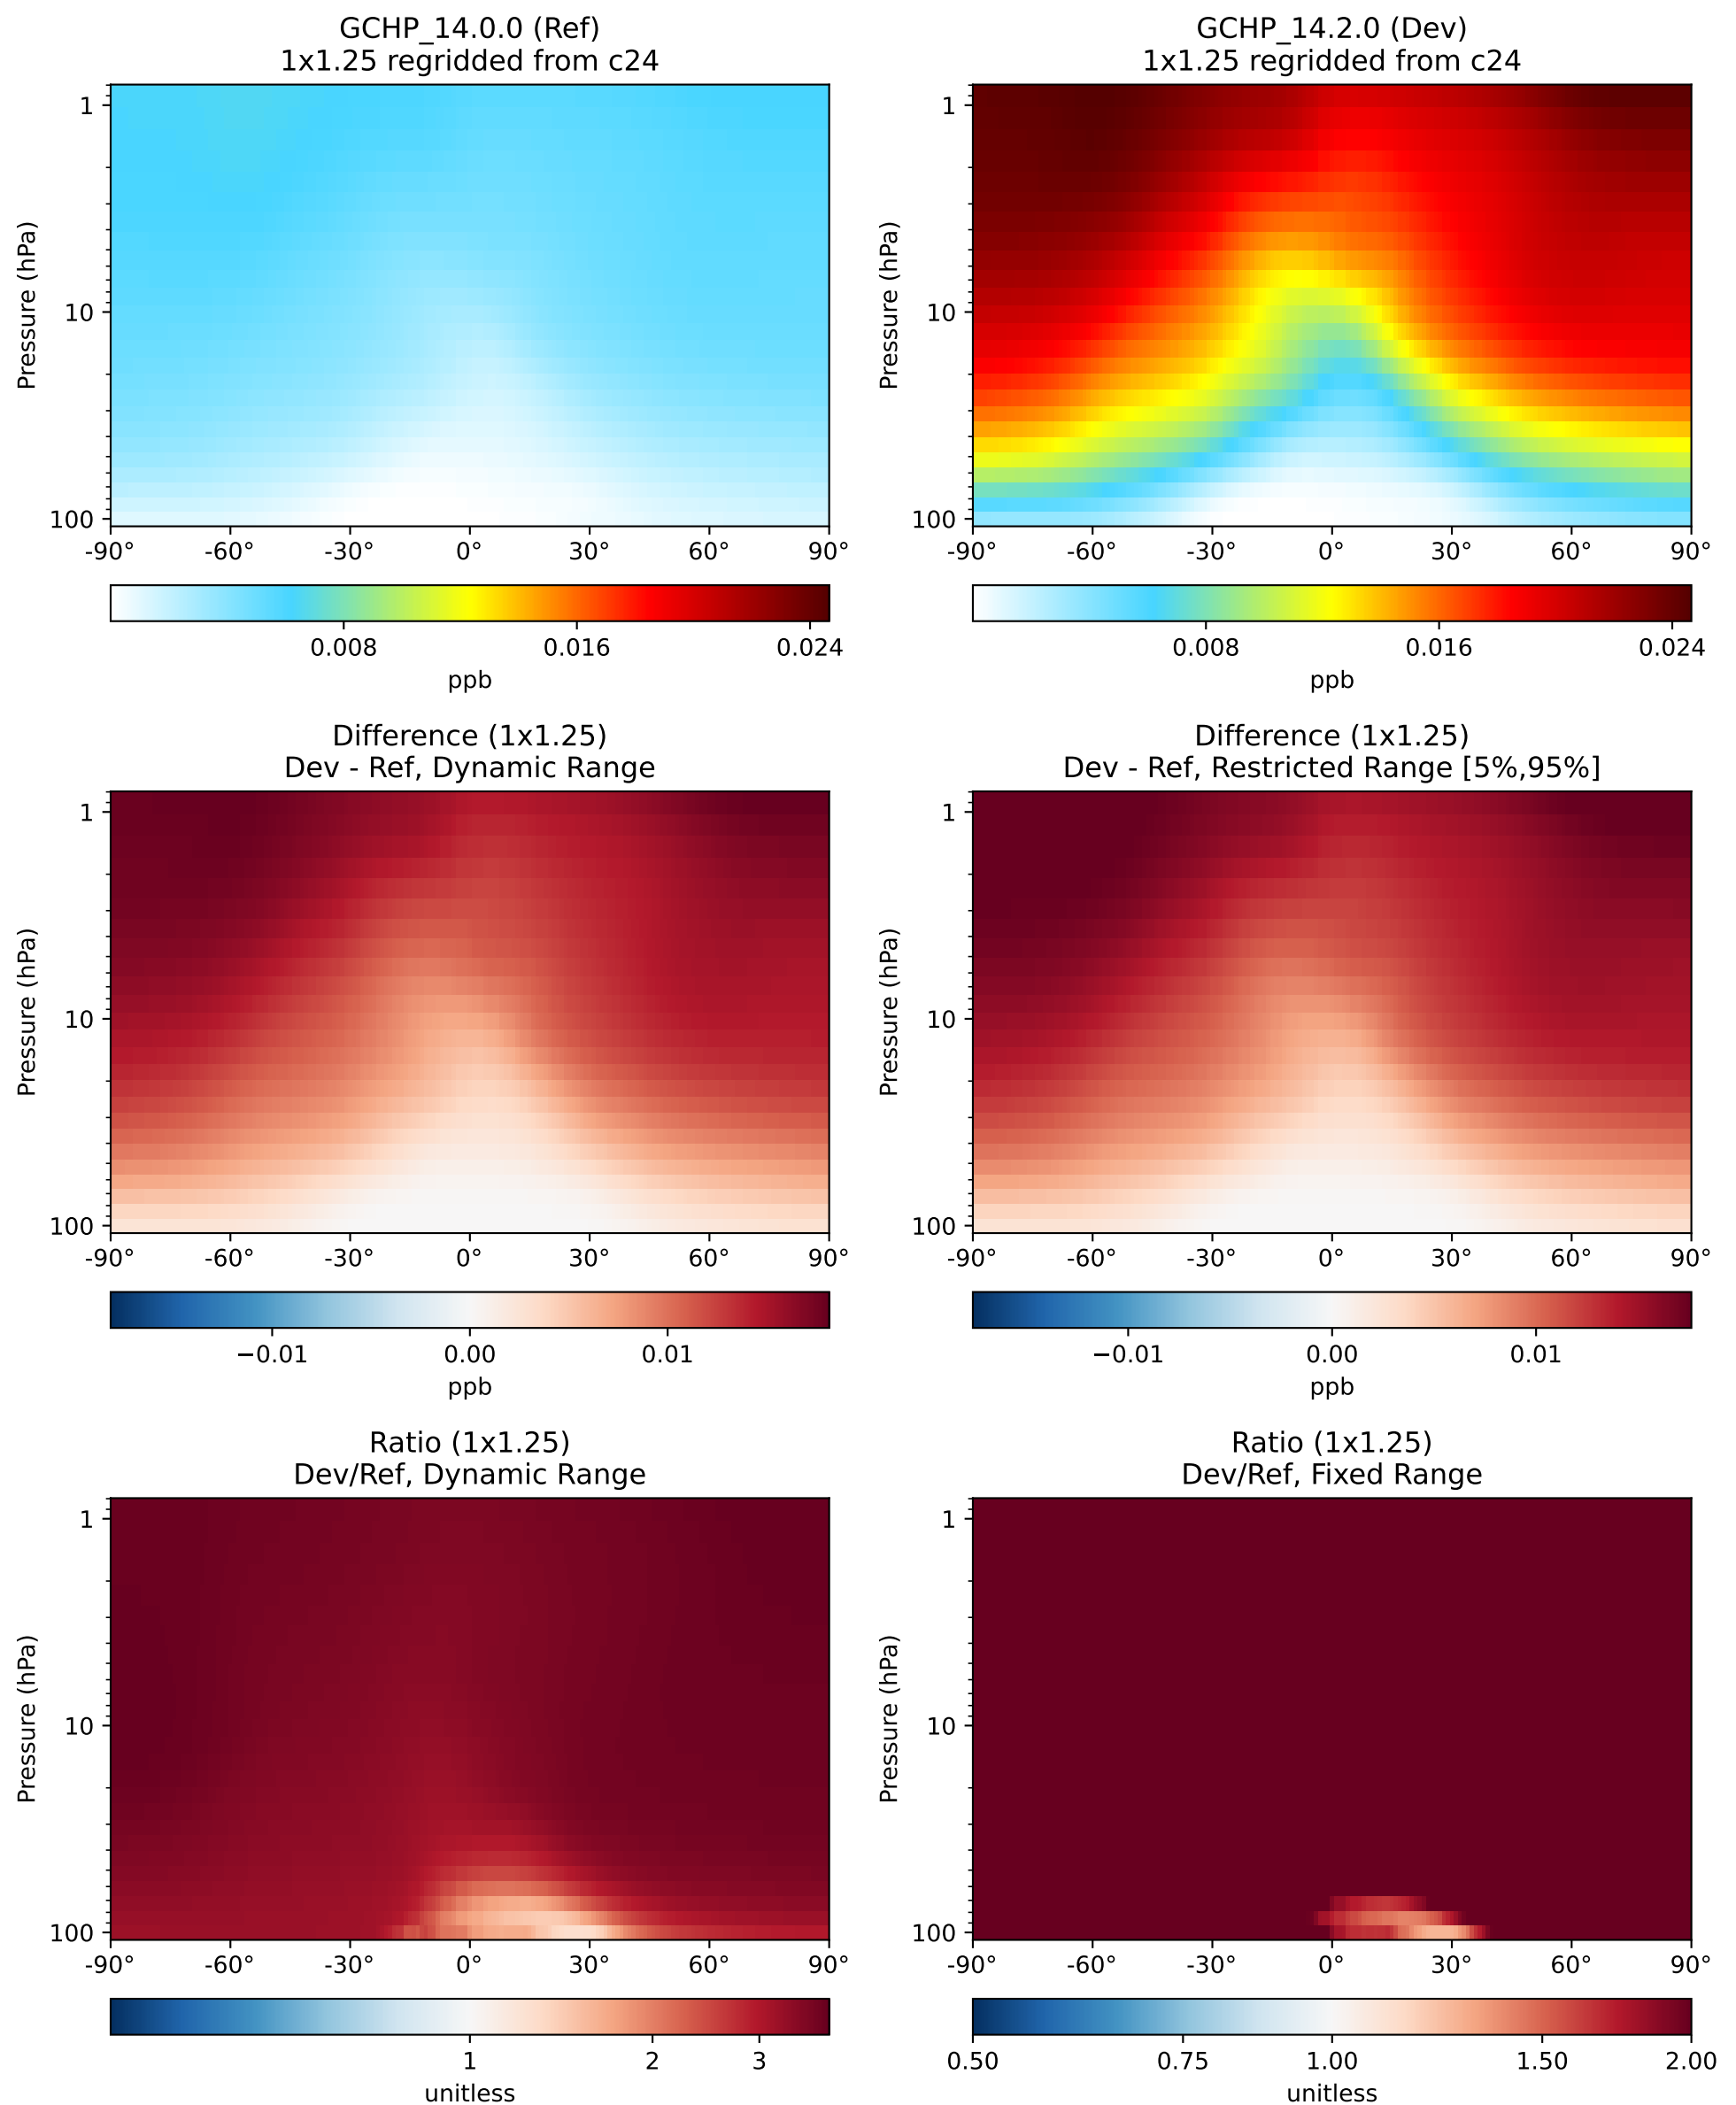 GCHP_14.0.0 (Ref)
1x1.25 regridded from c24
Pressure (hPa)
1
10
100
-90° -60° -30° 0° 30° 60° 90°
0.008 0.016 0.024
ppb
GCHP_14.2.0 (Dev)
1x1.25 regridded from c24
Pressure (hPa)
1
10
100
-90° -60° -30° 0° 30° 60° 90°
0.008 0.016 0.024
ppb
Difference (1x1.25)
Dev - Ref, Dynamic Range
Pressure (hPa)
1
10
100
-90° -60° -30° 0° 30° 60° 90°
−0.01 0.00 0.01
ppb
Difference (1x1.25)
Dev - Ref, Restricted Range [5%,95%]
Pressure (hPa)
1
10
100
-90° -60° -30° 0° 30° 60° 90°
−0.01 0.00 0.01
ppb
Ratio (1x1.25)
Dev/Ref, Dynamic Range
Pressure (hPa)
1
10
100
-90° -60° -30° 0° 30° 60° 90°
1 2 3
unitless
Ratio (1x1.25)
Dev/Ref, Fixed Range
Pressure (hPa)
1
10
100
-90° -60° -30° 0° 30° 60° 90°
0.50 0.75 1.00 1.50 2.00
unitless